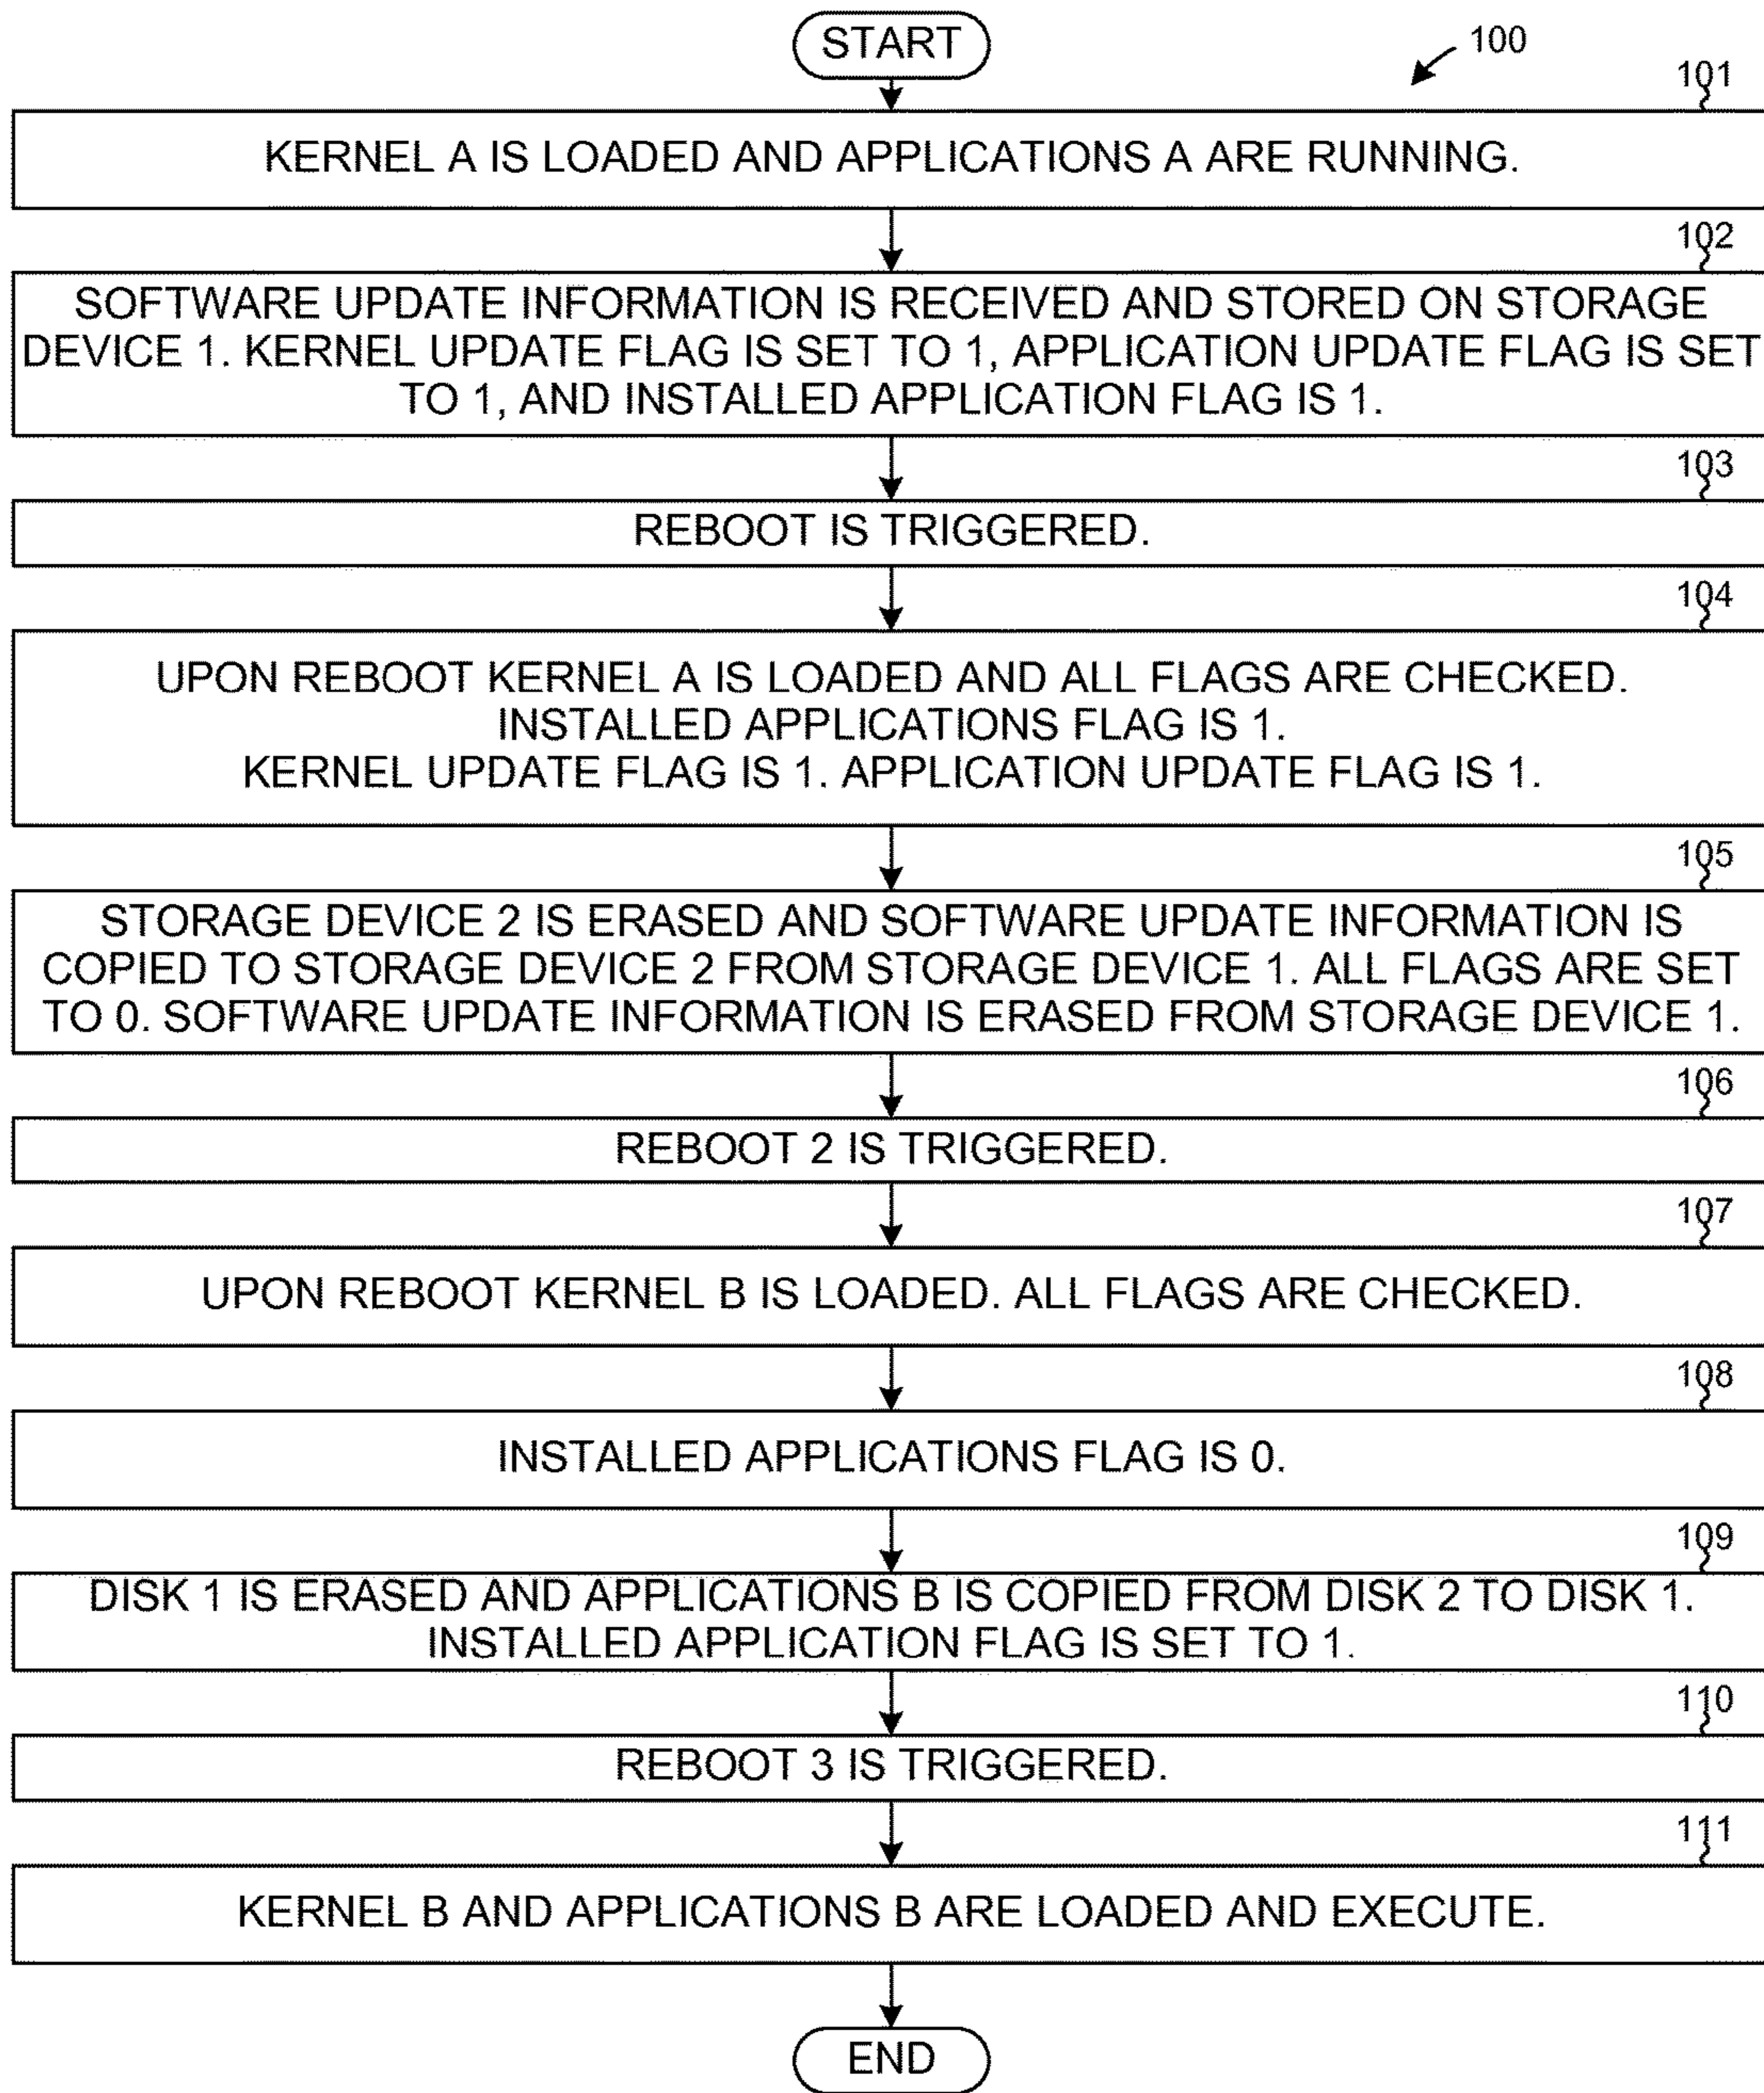 START
100
101
KERNEL A IS LOADED AND APPLICATIONS A ARE RUNNING.
102
SOFTWARE UPDATE INFORMATION IS RECEIVED AND STORED ON STORAGE
DEVICE 1. KERNEL UPDATE FLAG IS SET TO 1, APPLICATION UPDATE FLAG IS SET
TO 1, AND INSTALLED APPLICATION FLAG IS 1.
103
REBOOT IS TRIGGERED.
104
UPON REBOOT KERNEL A IS LOADED AND ALL FLAGS ARE CHECKED.
INSTALLED APPLICATIONS FLAG IS 1.
KERNEL UPDATE FLAG IS 1. APPLICATION UPDATE FLAG IS 1.
105
STORAGE DEVICE 2 IS ERASED AND SOFTWARE UPDATE INFORMATION IS
COPIED TO STORAGE DEVICE 2 FROM STORAGE DEVICE 1. ALL FLAGS ARE SET
TO 0. SOFTWARE UPDATE INFORMATION IS ERASED FROM STORAGE DEVICE 1.
106
REBOOT 2 IS TRIGGERED.
107
UPON REBOOT KERNEL B IS LOADED. ALL FLAGS ARE CHECKED.
108
INSTALLED APPLICATIONS FLAG IS 0.
109
DISK 1 IS ERASED AND APPLICATIONS B IS COPIED FROM DISK 2 TO DISK 1.
INSTALLED APPLICATION FLAG IS SET TO 1.
110
REBOOT 3 IS TRIGGERED.
111
KERNEL B AND APPLICATIONS B ARE LOADED AND EXECUTE.
END